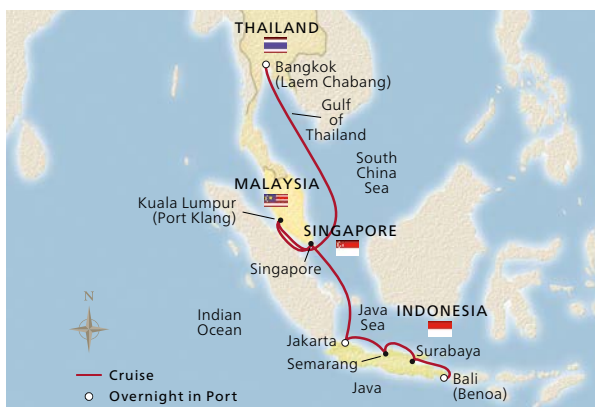 THAILAND
Bangkok
(Laem Chabang)
Gulf
of
Thailand
South
China
Sea
MALAYSIA
Kuala Lumpur
(Port Klang)
SINGAPORE
Singapore
Indian
Ocean
Java
Sea
INDONESIA
Jakarta
Semarang
Surabaya
Java
Bali
(Benoa)
N
Cruise
Overnight in Port